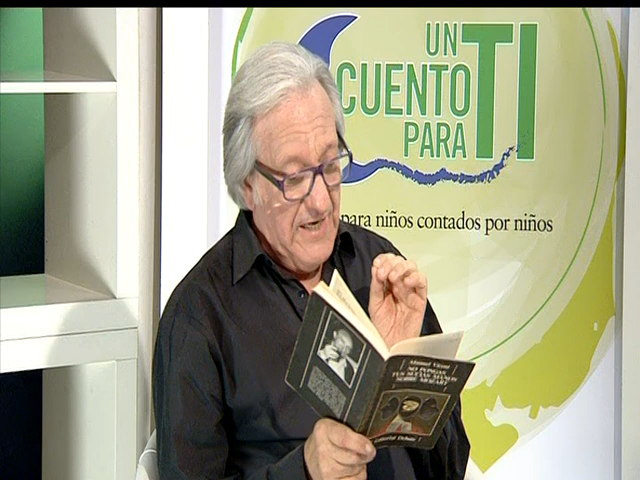 UN
CUENTO
PARA
TI
para niños contados por niños
Manuel Vicent
NO PONGAS
TUS SUCIAS MANOS
SOBRE MOZART
Editorial Debate